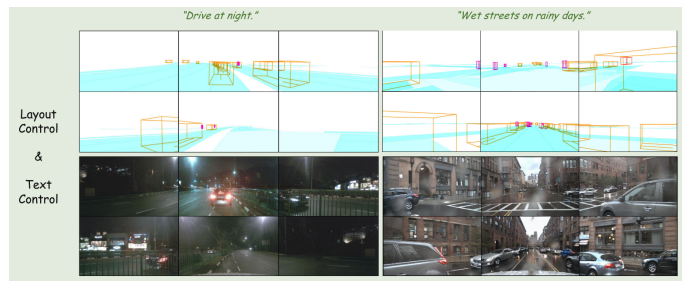 “Drive at night.”
“Wet streets on rainy days.”
Layout
Control
&
Text
Control